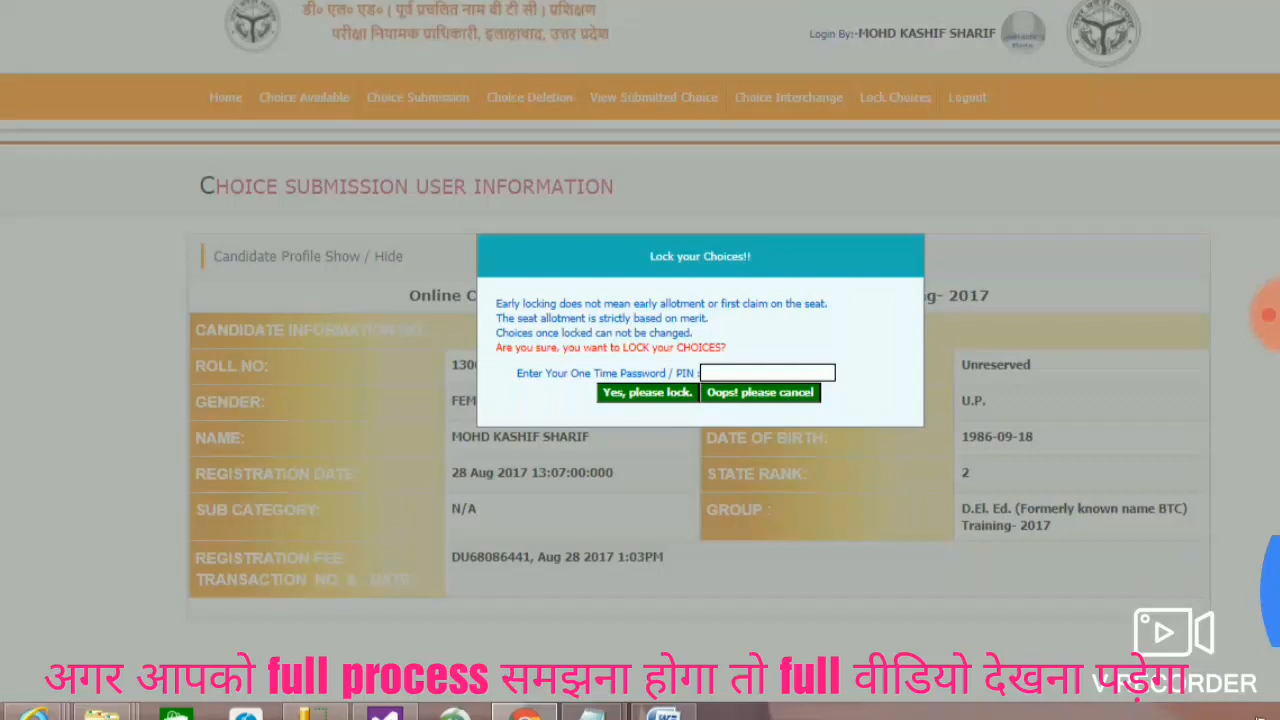 डी० एल० एड० ( पूर्व प्रचलित नाम बी टी सी ) प्रशिक्षण
परीक्षा नियामक प्राधिकारी, इलाहाबाद, उत्तर प्रदेश
Login By:-MOHD KASHIF SHARIF
Home Choice Available Choice Submission Choice Deletion View Submitted Choice Choice Interchange Lock Choices Logout
CHOICE SUBMISSION USER INFORMATION
Candidate Profile Show / Hide
Lock your Choices!!
Online C
g- 2017
Early locking does not mean early allotment or first claim on the seat.
The seat allotment is strictly based on merit.
Choices once locked can not be changed.
Are you sure, you want to LOCK your CHOICES?
Enter Your One Time Password / PIN :
Yes, please lock. Oops! please cancel
CANDIDATE INFORMATION
ROLL NO: 130 Unreserved
GENDER: FEM U.P.
NAME: MOHD KASHIF SHARIF DATE OF BIRTH: 1986-09-18
REGISTRATION DATE: 28 Aug 2017 13:07:00:000 STATE RANK: 2
SUB CATEGORY: N/A GROUP : D.El. Ed. (Formerly known name BTC)
Training- 2017
REGISTRATION FEE DU68086441, Aug 28 2017 1:03PM
TRANSACTION NO. & DATE
अगर आपको full process समझना होगा तो full वीडियो देखना पड़ेगा
V RECORDER